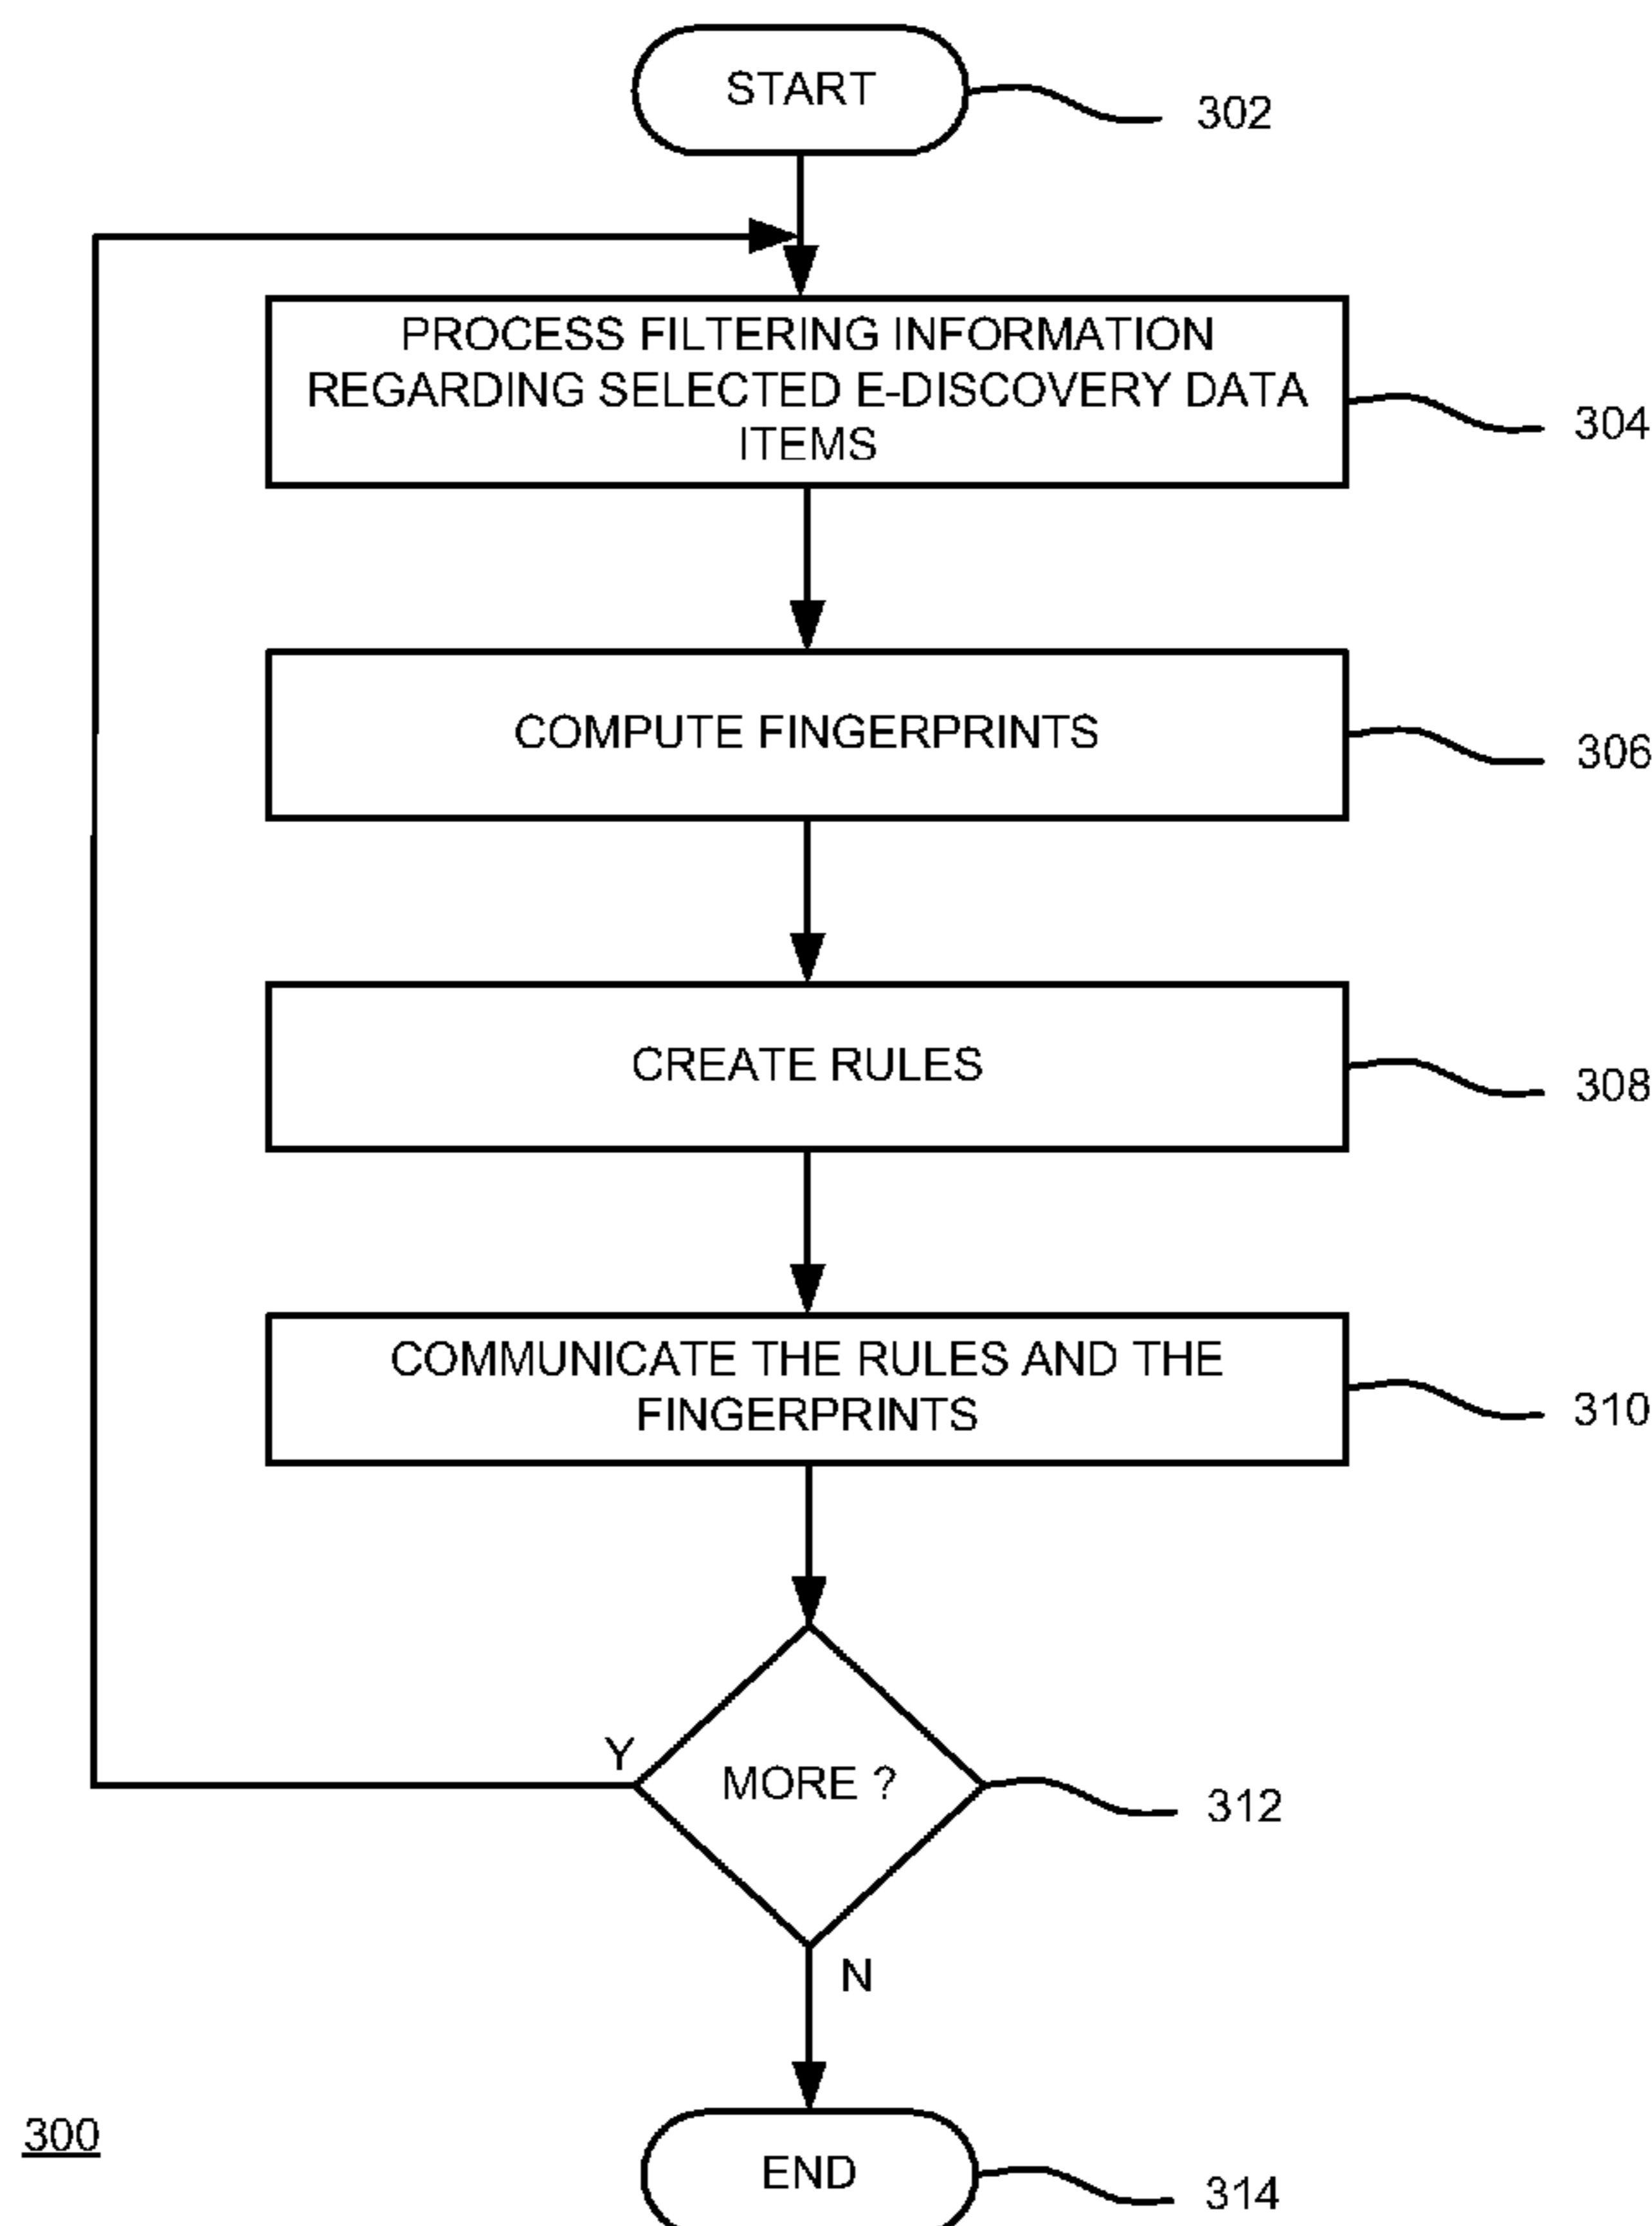 START
302
PROCESS FILTERING INFORMATION
REGARDING SELECTED E-DISCOVERY DATA
ITEMS
304
COMPUTE FINGERPRINTS
306
CREATE RULES
308
COMMUNICATE THE RULES AND THE
FINGERPRINTS
310
Y
MORE ?
312
N
300
END
314